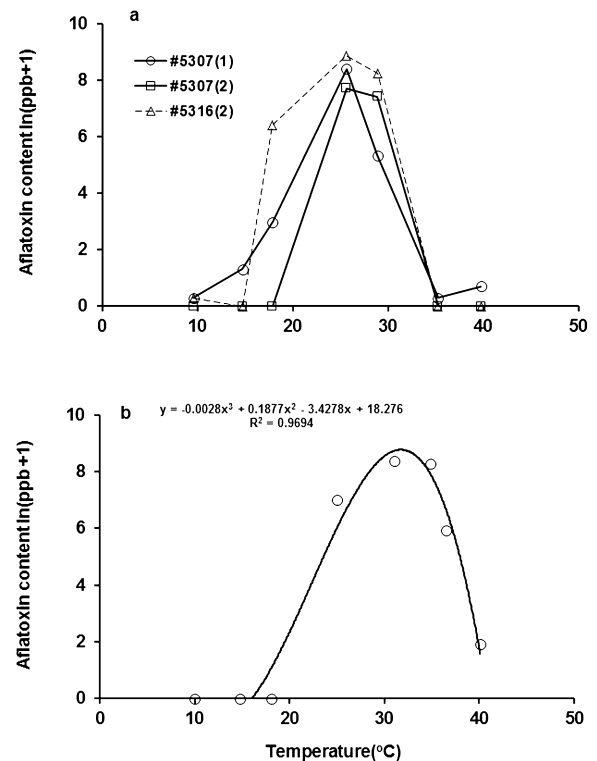 a
10
8
6
4
2
0
Aflatoxin content ln(ppb+1)
#5307(1)
#5307(2)
#5316(2)
0 10 20 30 40 50
b
y = -0.0028x³ + 0.1877x² - 3.4278x + 18.276
R² = 0.9694
10
8
6
4
2
0
Aflatoxin content ln(ppb+1)
0 10 20 30 40 50
Temperature(°C)